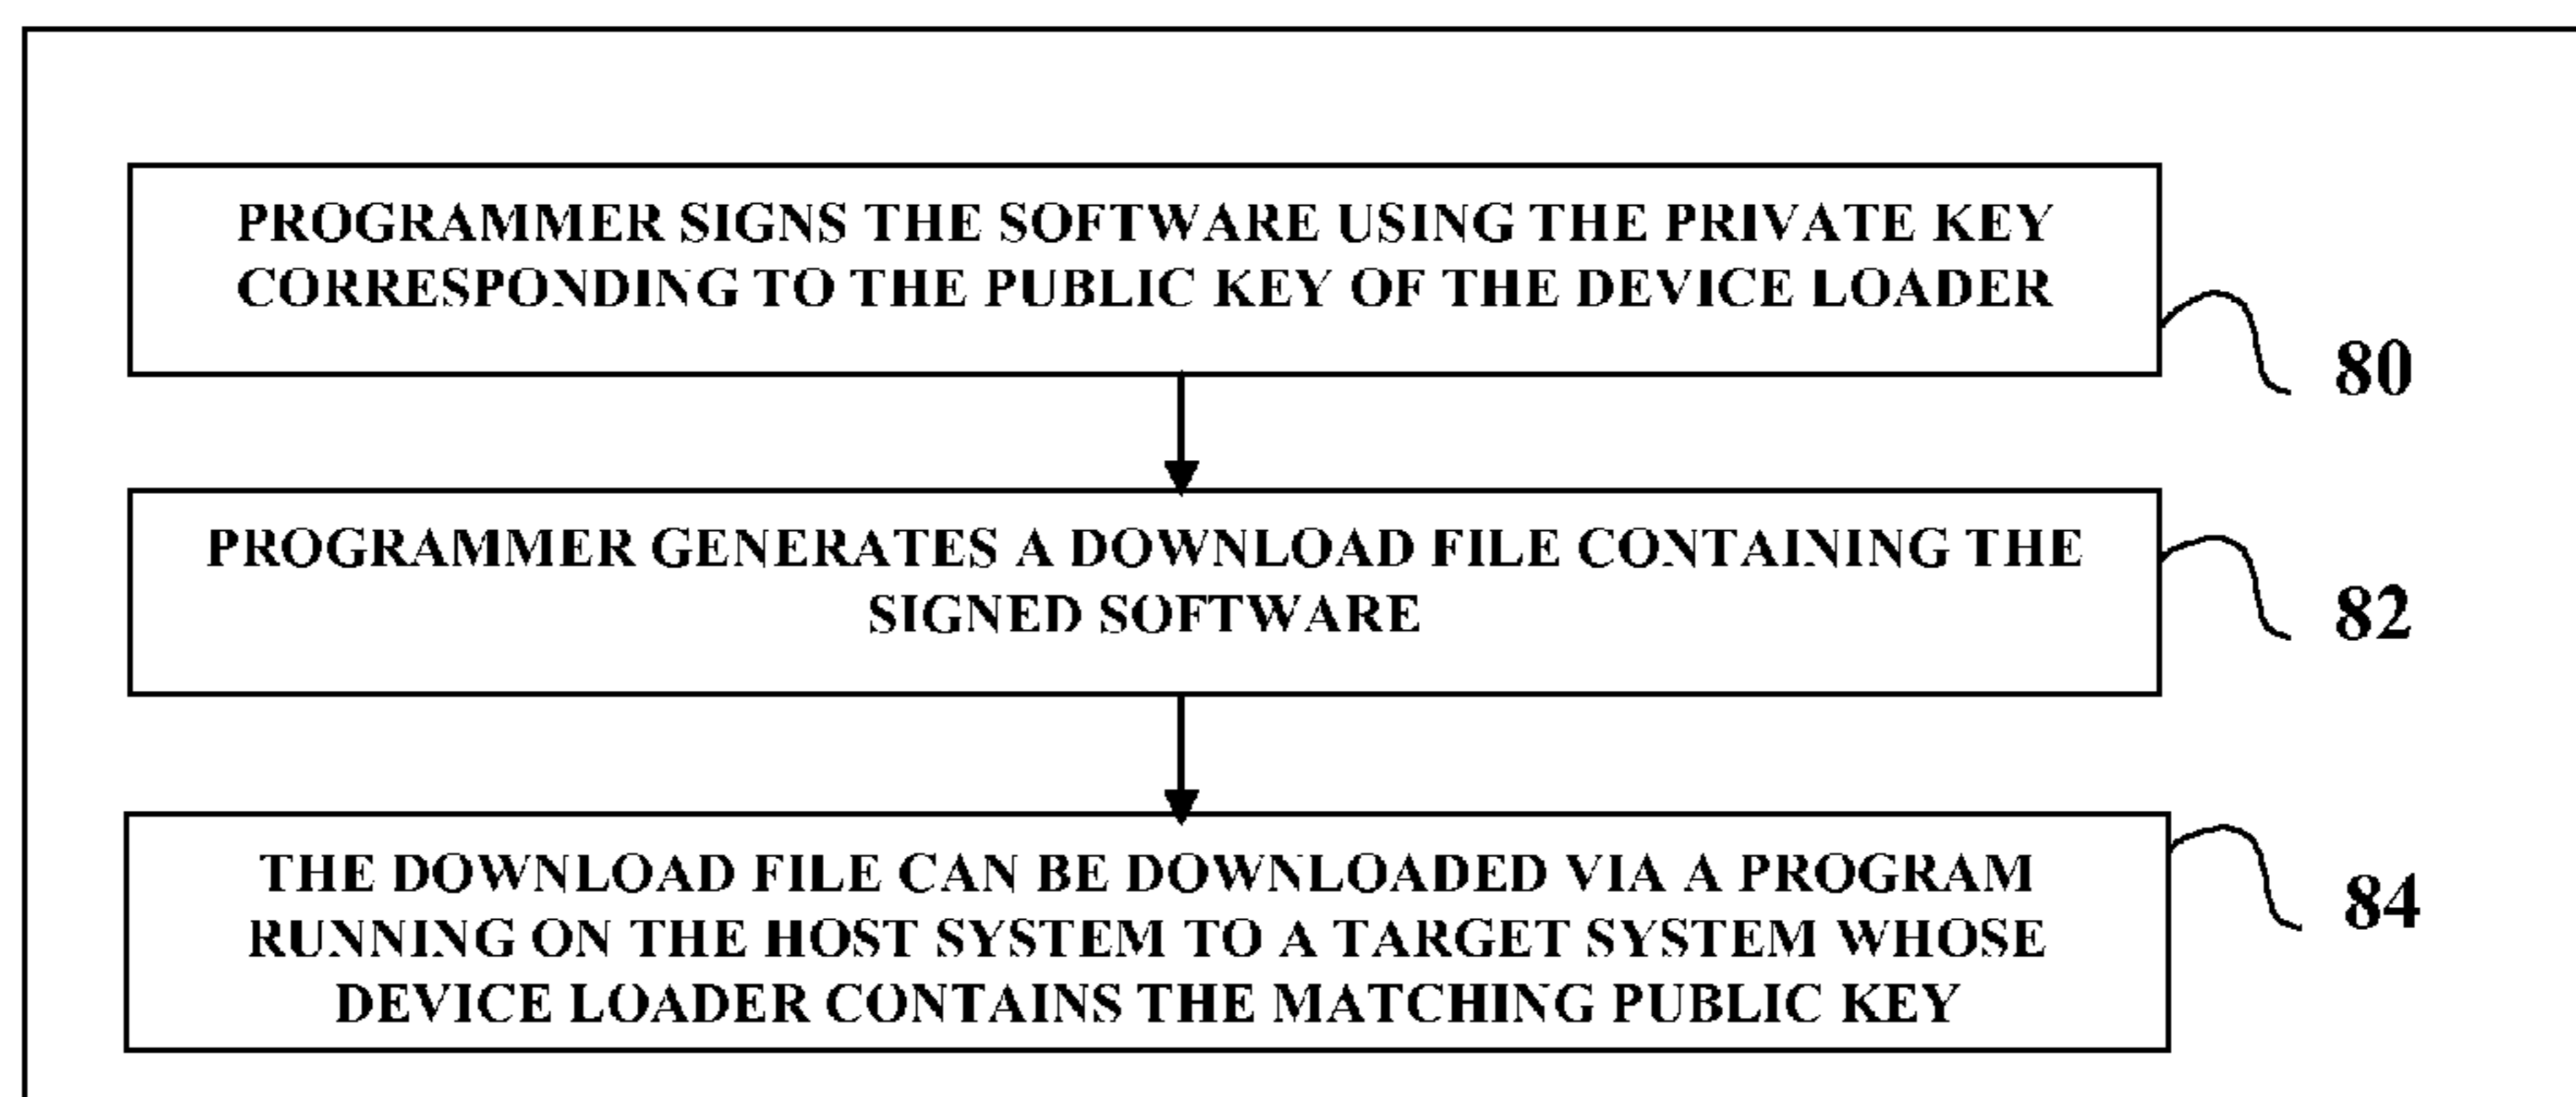 PROGRAMMER SIGNS THE SOFTWARE USING THE PRIVATE KEY
CORRESPONDING TO THE PUBLIC KEY OF THE DEVICE LOADER
80
PROGRAMMER GENERATES A DOWNLOAD FILE CONTAINING THE
SIGNED SOFTWARE
82
THE DOWNLOAD FILE CAN BE DOWNLOADED VIA A PROGRAM
RUNNING ON THE HOST SYSTEM TO A TARGET SYSTEM WHOSE
DEVICE LOADER CONTAINS THE MATCHING PUBLIC KEY
84